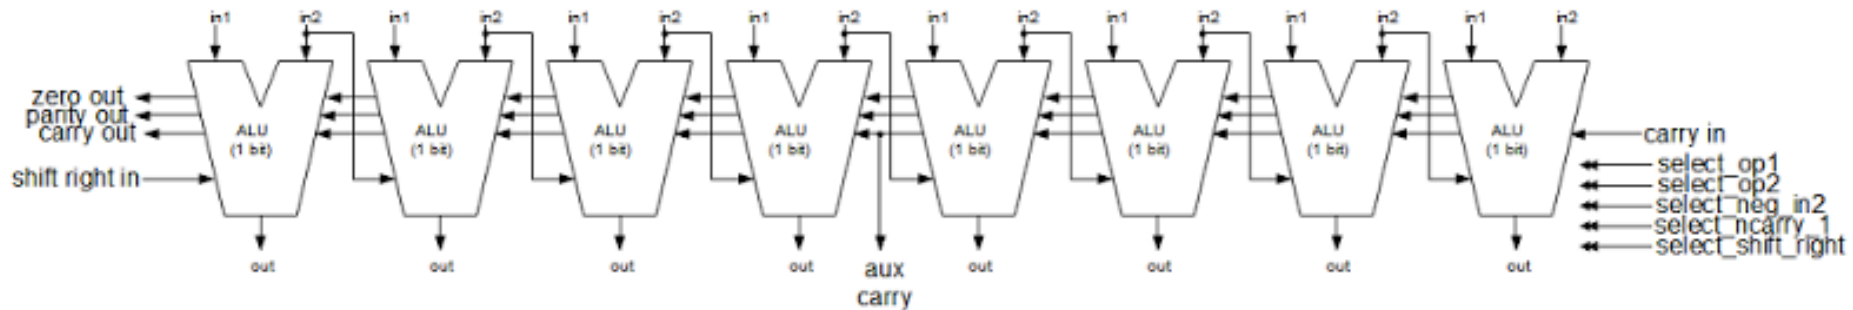 in1 in2 in1 in2 in1 in2 in1 in2 in1 in2 in1 in2 in1 in2 in1 in2
zero out
parity out
carry out
ALU ALU ALU ALU ALU ALU ALU ALU
(1 bit) (1 bit) (1 bit) (1 bit) (1 bit) (1 bit) (1 bit) (1 bit)
carry in
shift right in
select_op1
select_op2
select_neg_in2
select_ncarry_1
select_shift_right
out out out out out out out out
aux
carry